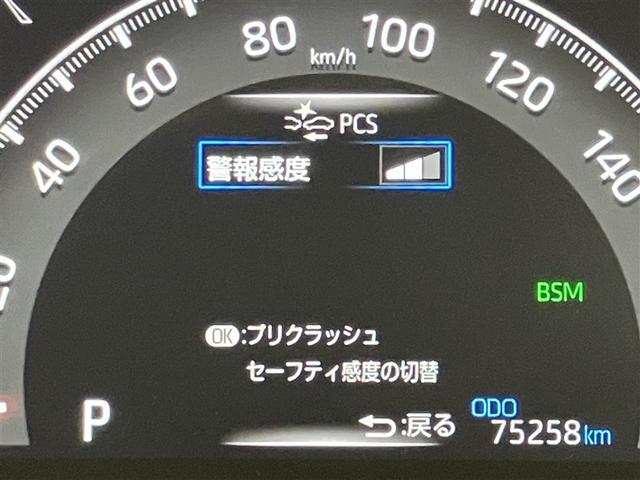 80
100
km/h
60
120
PCS
40
140
警報感度
BSM
OK:プリクラッシュ
セーフティ感度の切替
P
:戻る
ODO
75258km